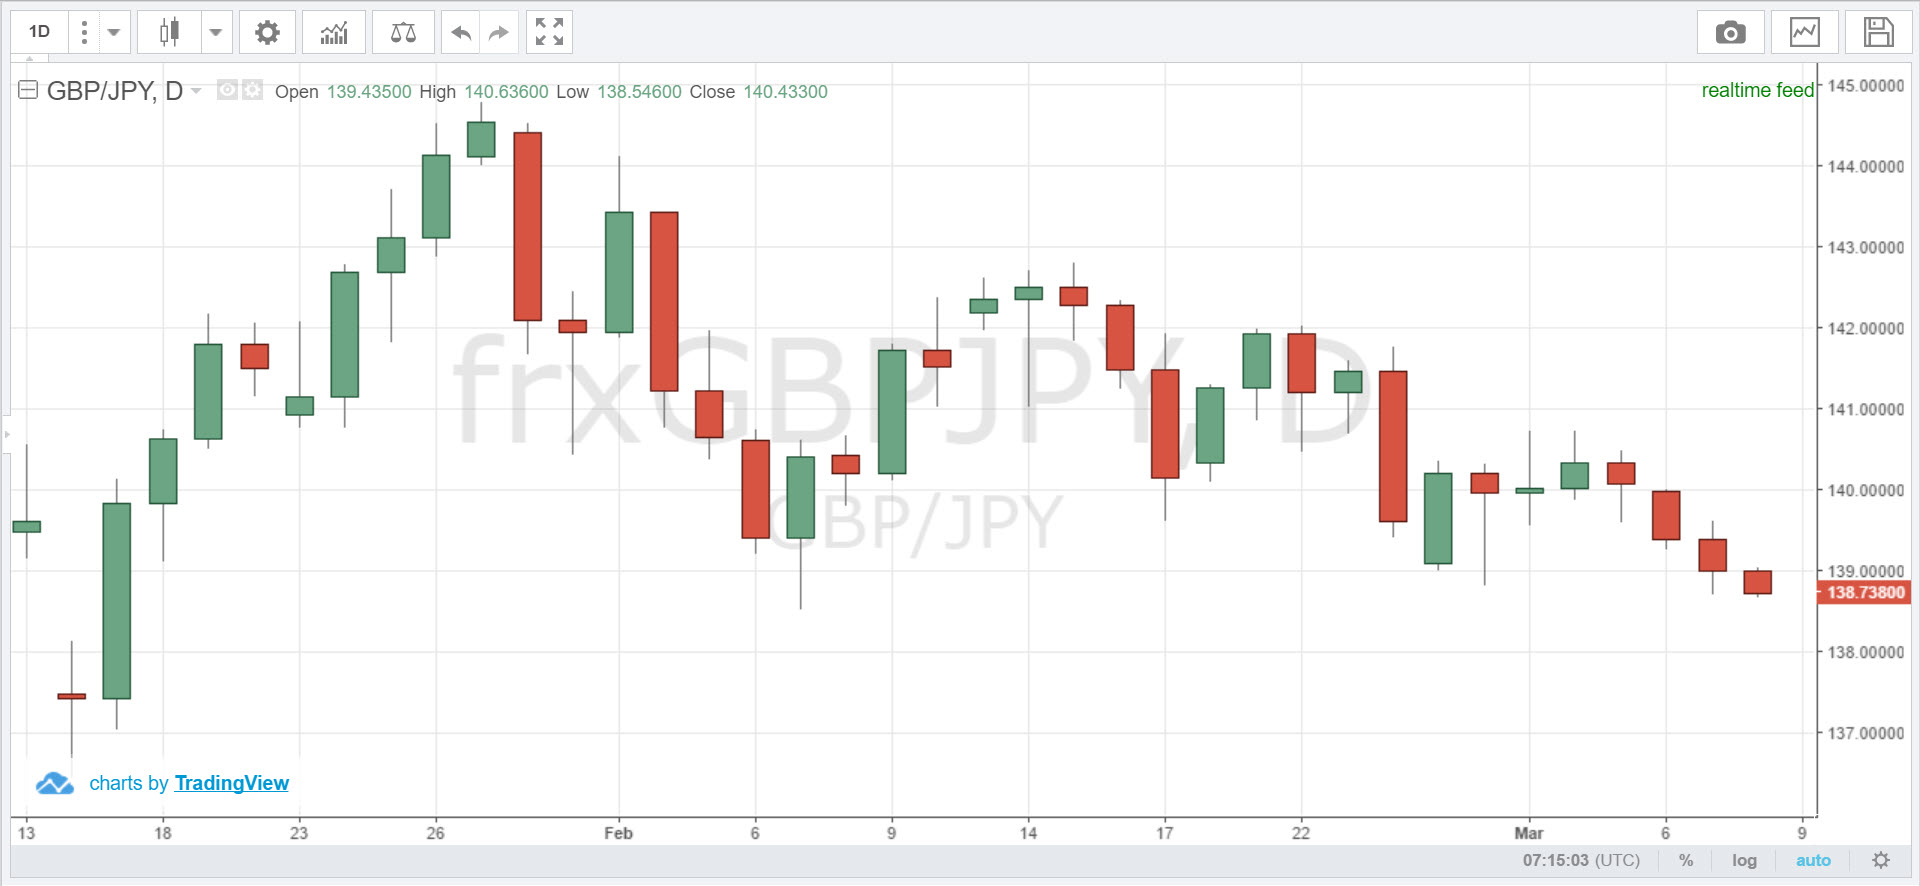 1D
GBP/JPY, D Open 139.43500 High 140.63600 Low 138.54600 Close 140.43300
realtime feed
145.00000
144.00000
143.00000
142.00000
141.00000
140.00000
139.00000
138.73800
138.00000
137.00000
frxGBPJPY, D
GBP/JPY
charts by TradingView
13 18 23 26 Feb 6 9 14 17 22 Mar 6 9
07:15:03 (UTC) % log auto